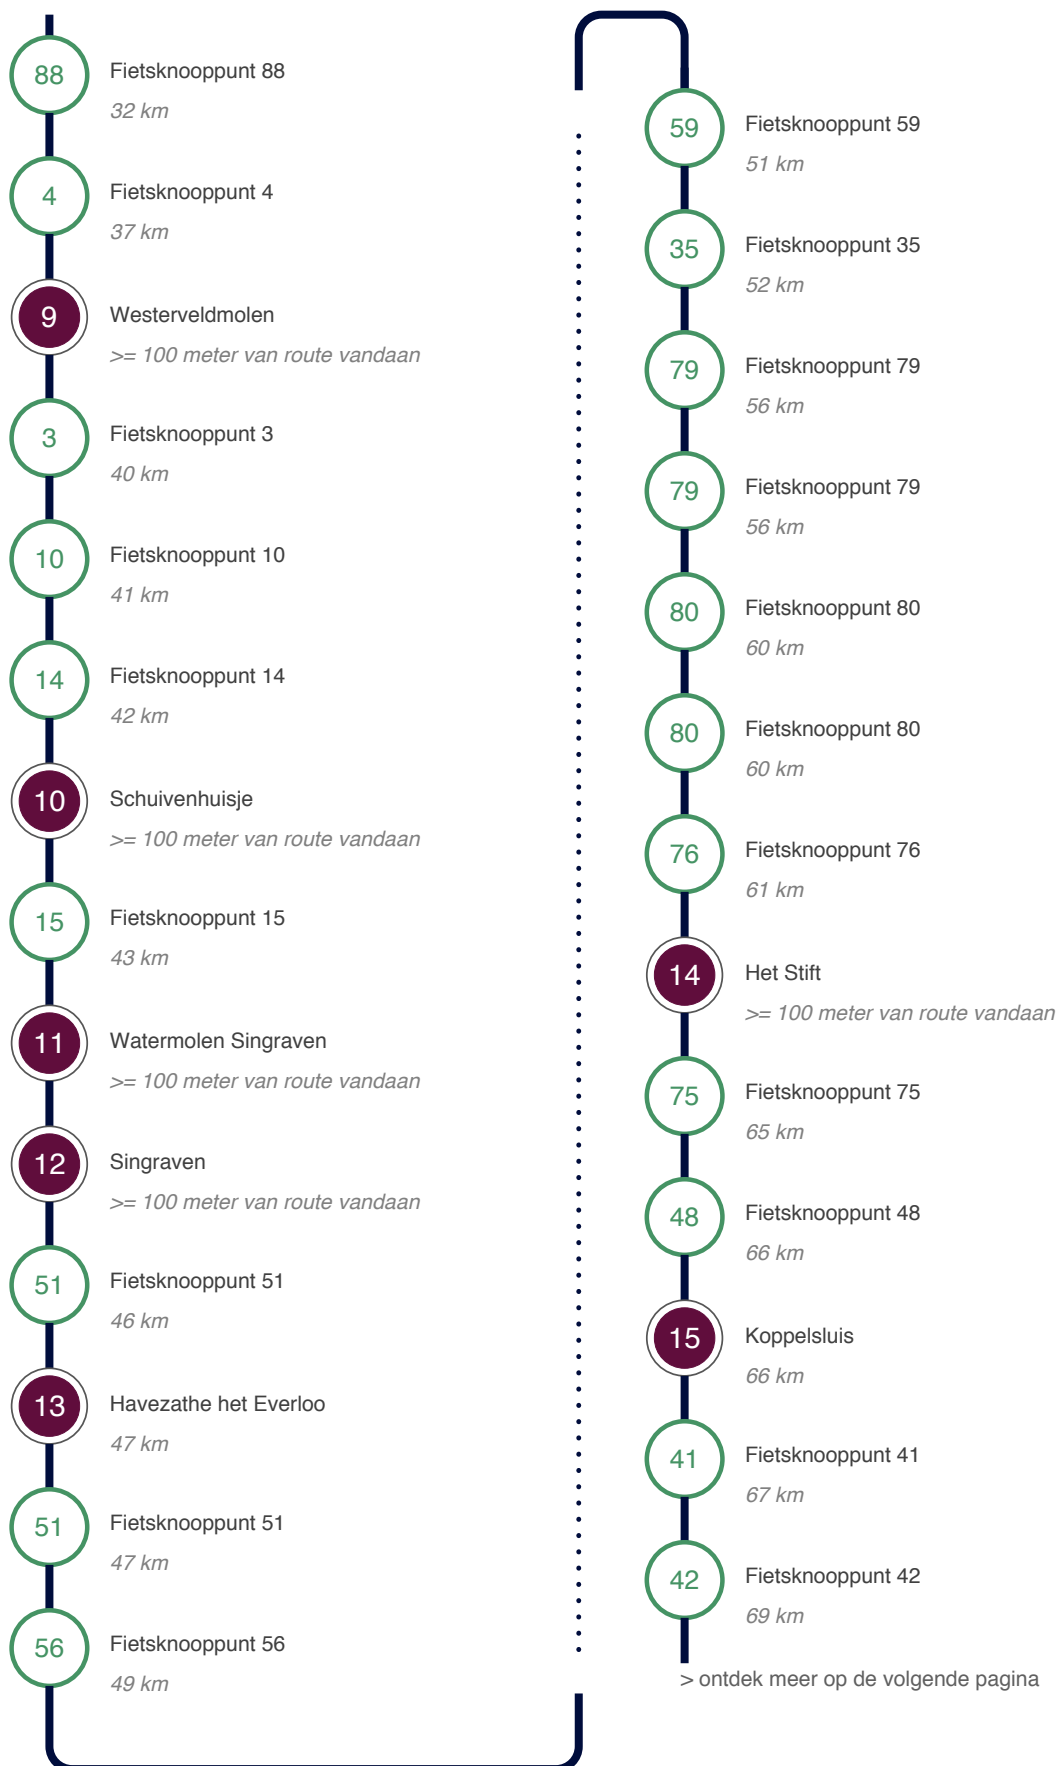 88
Fietsknooppunt 88
32 km
4
Fietsknooppunt 4
37 km
9
Westerveldmolen
>= 100 meter van route vandaan
3
Fietsknooppunt 3
40 km
10
Fietsknooppunt 10
41 km
14
Fietsknooppunt 14
42 km
10
Schuivenhuisje
>= 100 meter van route vandaan
15
Fietsknooppunt 15
43 km
11
Watermolen Singraven
>= 100 meter van route vandaan
12
Singraven
>= 100 meter van route vandaan
51
Fietsknooppunt 51
46 km
13
Havezathe het Everloo
47 km
51
Fietsknooppunt 51
47 km
56
Fietsknooppunt 56
49 km
59
Fietsknooppunt 59
51 km
35
Fietsknooppunt 35
52 km
79
Fietsknooppunt 79
56 km
79
Fietsknooppunt 79
56 km
80
Fietsknooppunt 80
60 km
80
Fietsknooppunt 80
60 km
76
Fietsknooppunt 76
61 km
14
Het Stift
>= 100 meter van route vandaan
75
Fietsknooppunt 75
65 km
48
Fietsknooppunt 48
66 km
15
Koppelsluis
66 km
41
Fietsknooppunt 41
67 km
42
Fietsknooppunt 42
69 km
> ontdek meer op de volgende pagina